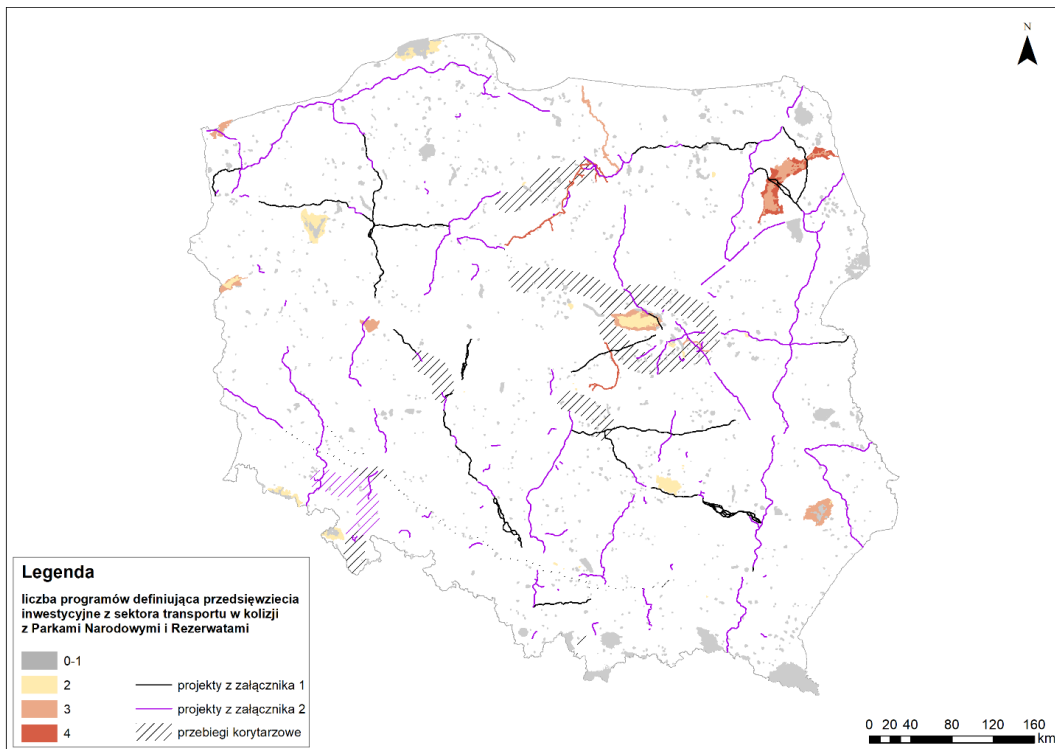 N
Legenda
liczba programów definiująca przedsięwziecia
inwestycyjne z sektora transportu w kolizji
z Parkami Narodowymi i Rezerwatami
0-1
2
3
4
projekty z załącznika 1
projekty z załącznika 2
przebiegi korytarzowe
0 20 40 80 120 160
km